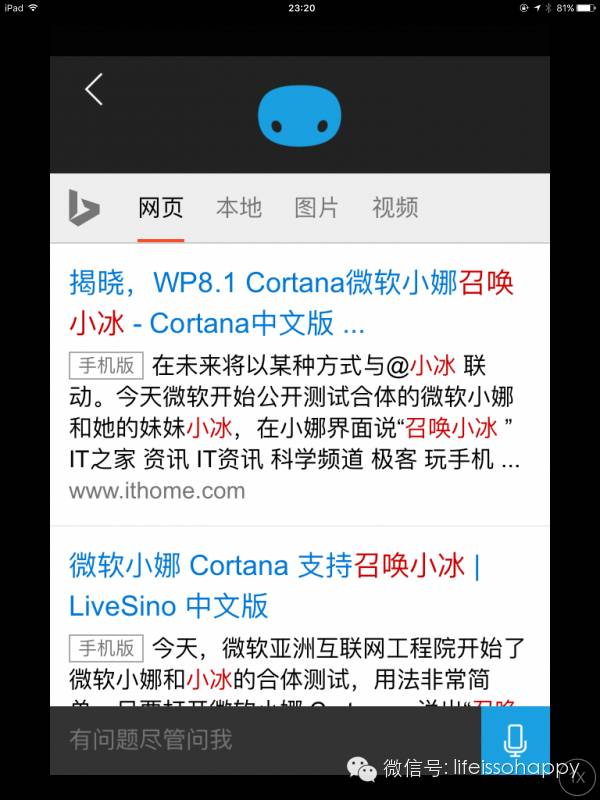 iPad 23:20 81%
网页 本地 图片 视频
揭晓，WP8.1 Cortana微软小娜召唤
小冰 - Cortana中文版 ...
手机版 在未来将以某种方式与@小冰 联
动。今天微软开始公开测试合体的微软小娜
和她的妹妹小冰，在小娜界面说“召唤小冰 ”
IT之家 资讯 IT资讯 科学频道 极客 玩手机 ...
www.ithome.com
微软小娜 Cortana 支持召唤小冰 |
LiveSino 中文版
手机版 今天，微软亚洲互联网工程院开始了
微软小娜和小冰的合体测试，用法非常简
有问题尽管问我
微信号: lifeissohappy
1X